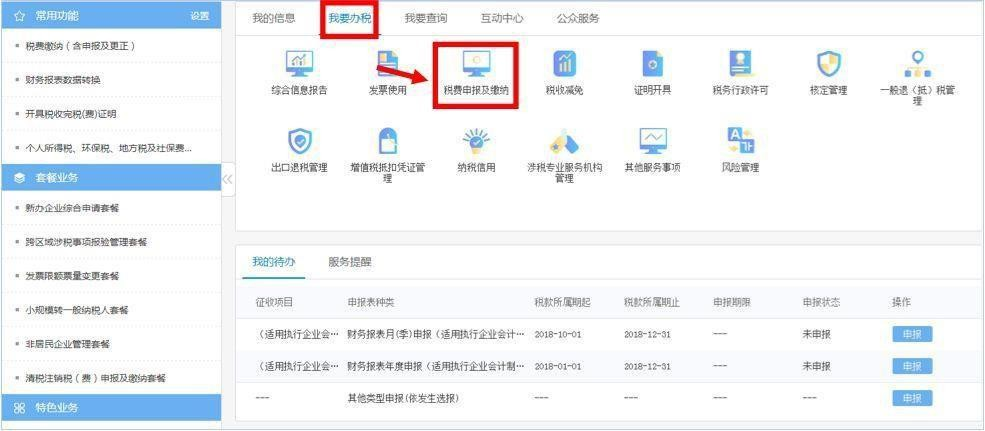 常用功能 设置
税费缴纳（含申报及更正）
财务报表数据转换
开具税收完税(费)证明
个人所得税、环保税、地方税及社保费...
套餐业务
新办企业综合申请套餐
跨区域涉税事项报验管理套餐
发票限额票量变更套餐
小规模转一般纳税人套餐
非居民企业管理套餐
清税注销税（费）申报及缴纳套餐
特色业务
我的信息 我要办税 我要查询 互动中心 公众服务
综合信息报告 发票使用 税费申报及缴纳 税收减免 证明开具 税务行政许可 核定管理 一般退（抵）税管
理
出口退税管理 增值税抵扣凭证管 纳税信用 涉税专业服务机构 其他服务事项 风险管理
理 管理
我的待办 服务提醒
征收项目 申报表种类 税款所属期起 税款所属期止 申报期限 申报状态 操作
（适用执行企业会… 财务报表月(季)申报（适用执行企业会计… 2018-10-01 2018-12-31 --- 未申报 申报
（适用执行企业会… 财务报表年度申报（适用执行企业会计制… 2018-01-01 2018-12-31 --- 未申报 申报
--- 其他类型申报(依发生选报) --- --- --- --- 申报